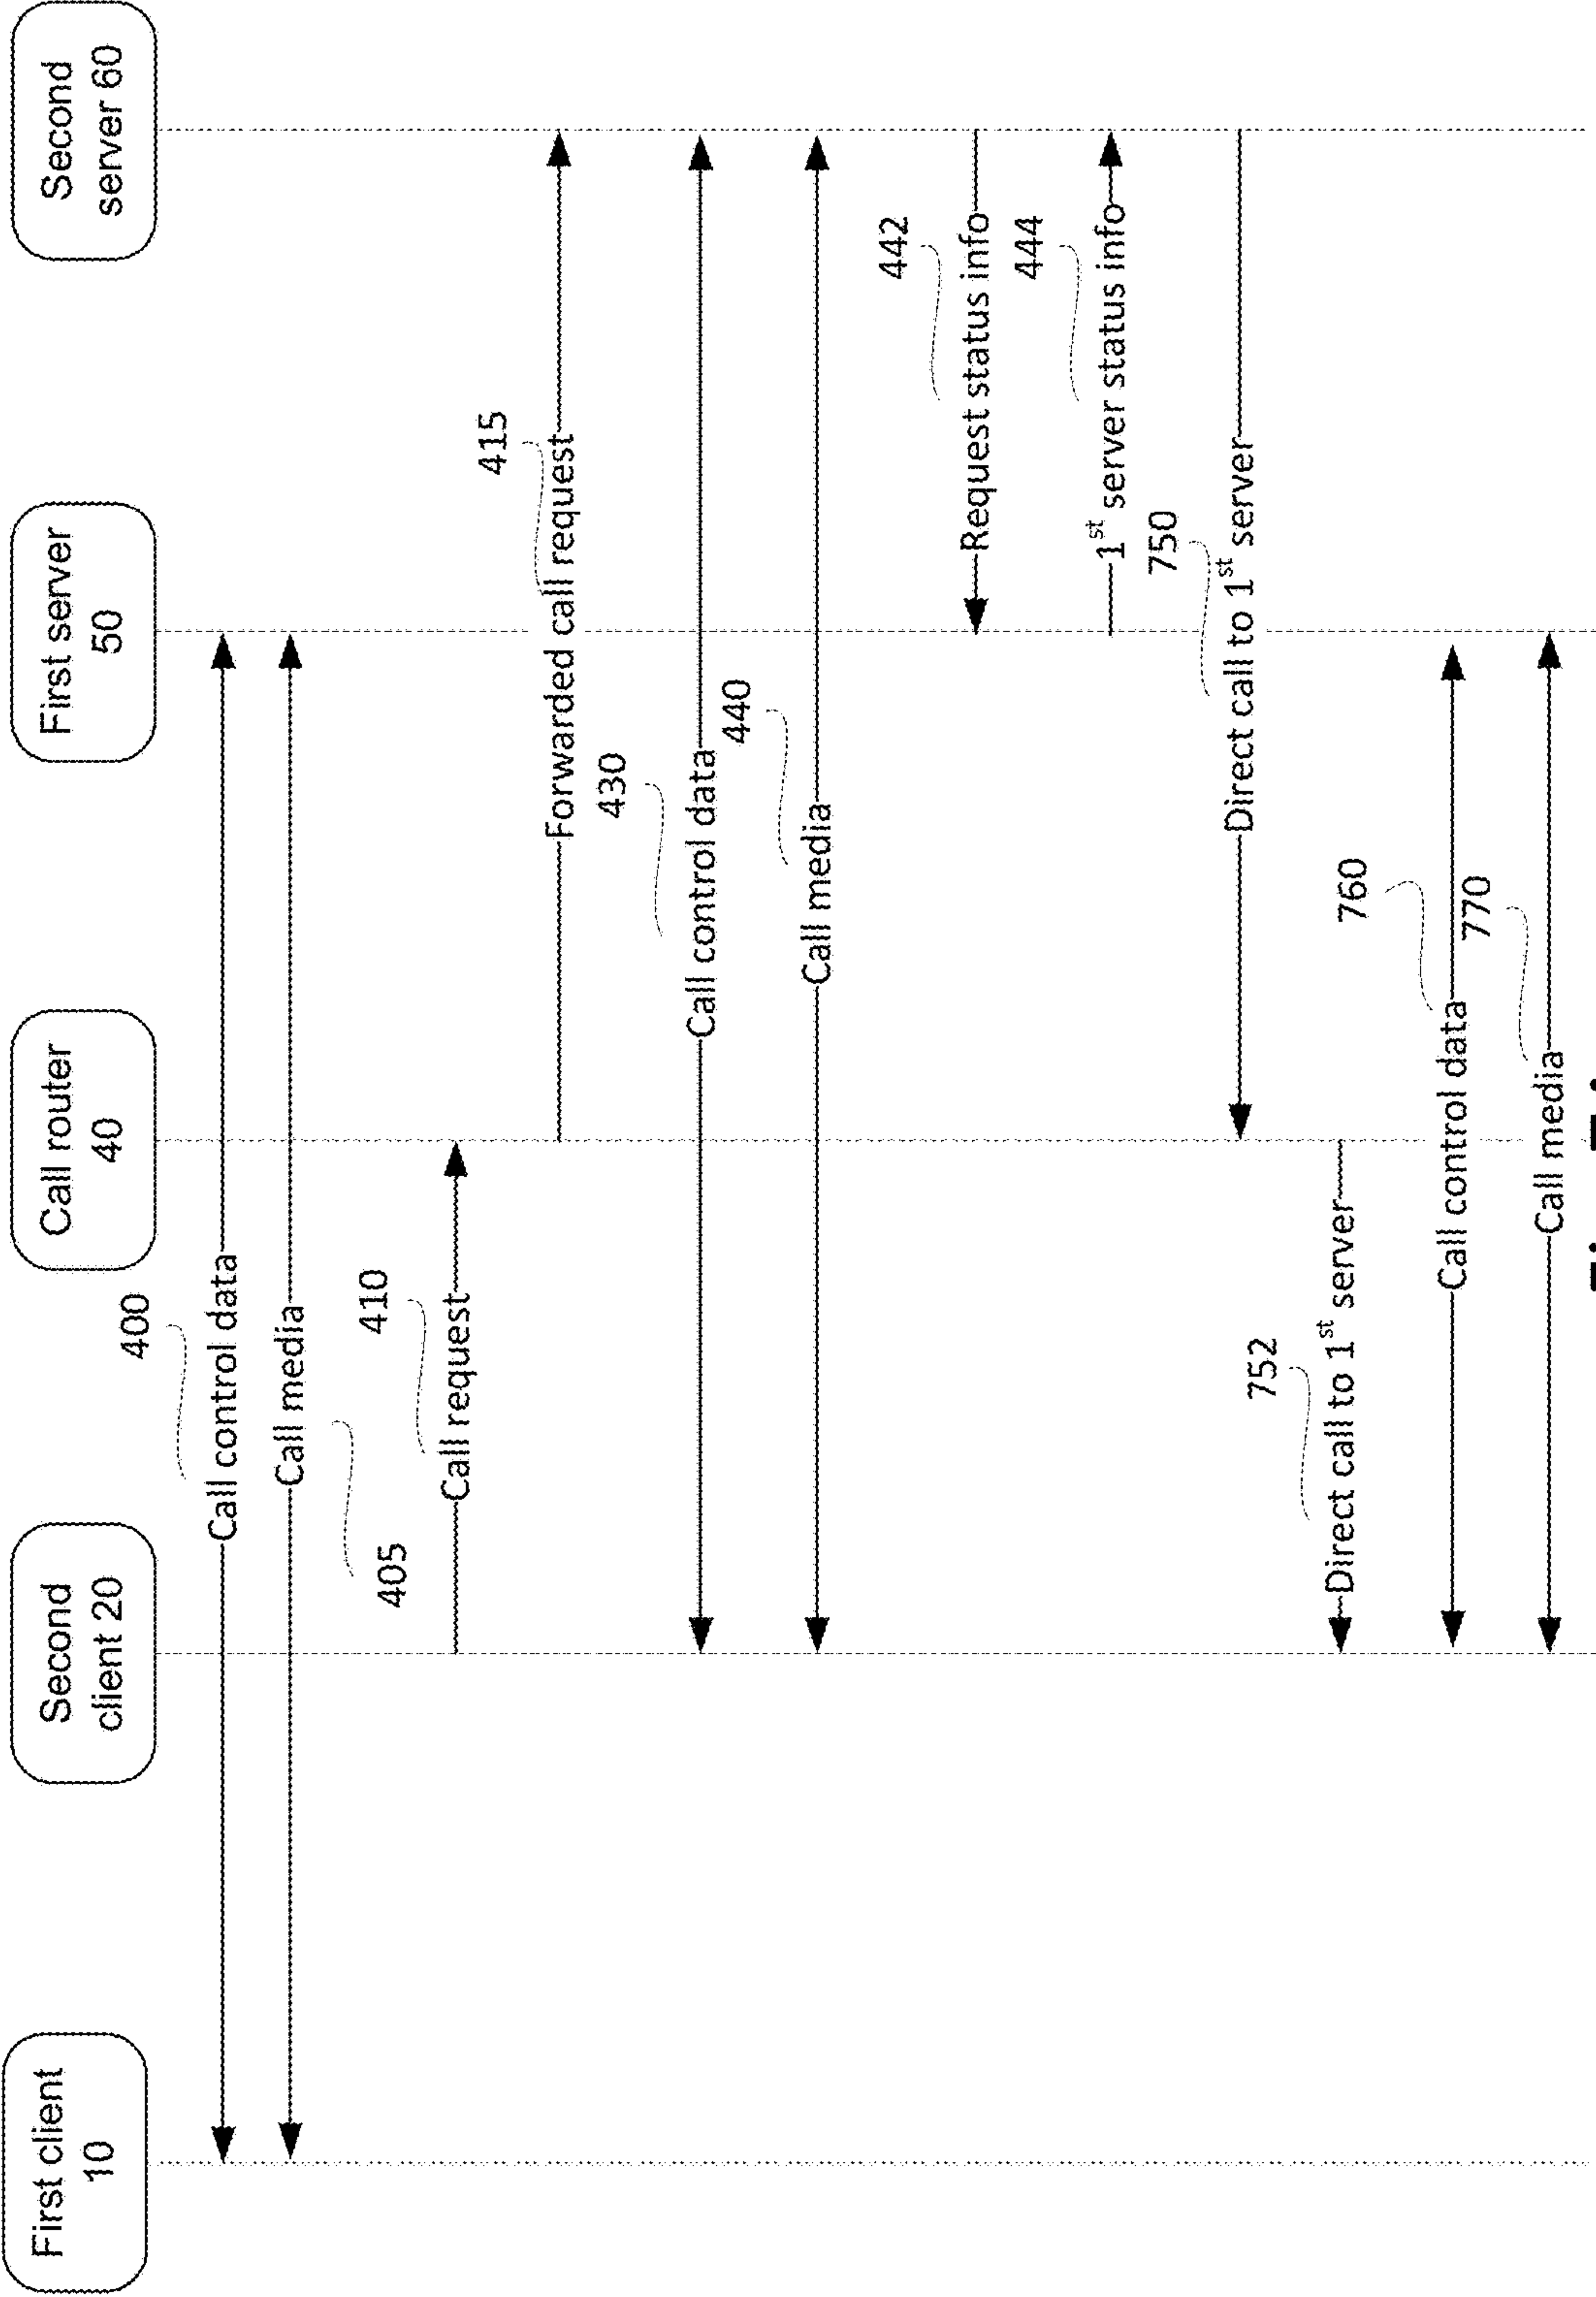 First client
10
Second
client 20
Call router
40
First server
50
Second
server 60
400
Call control data
Call media
405
410
Call request
415
Forwarded call request
430
Call control data
440
Call media
442
Request status info
444
1st server status info
750
Direct call to 1st server
752
Direct call to 1st server
760
Call control data
770
Call media